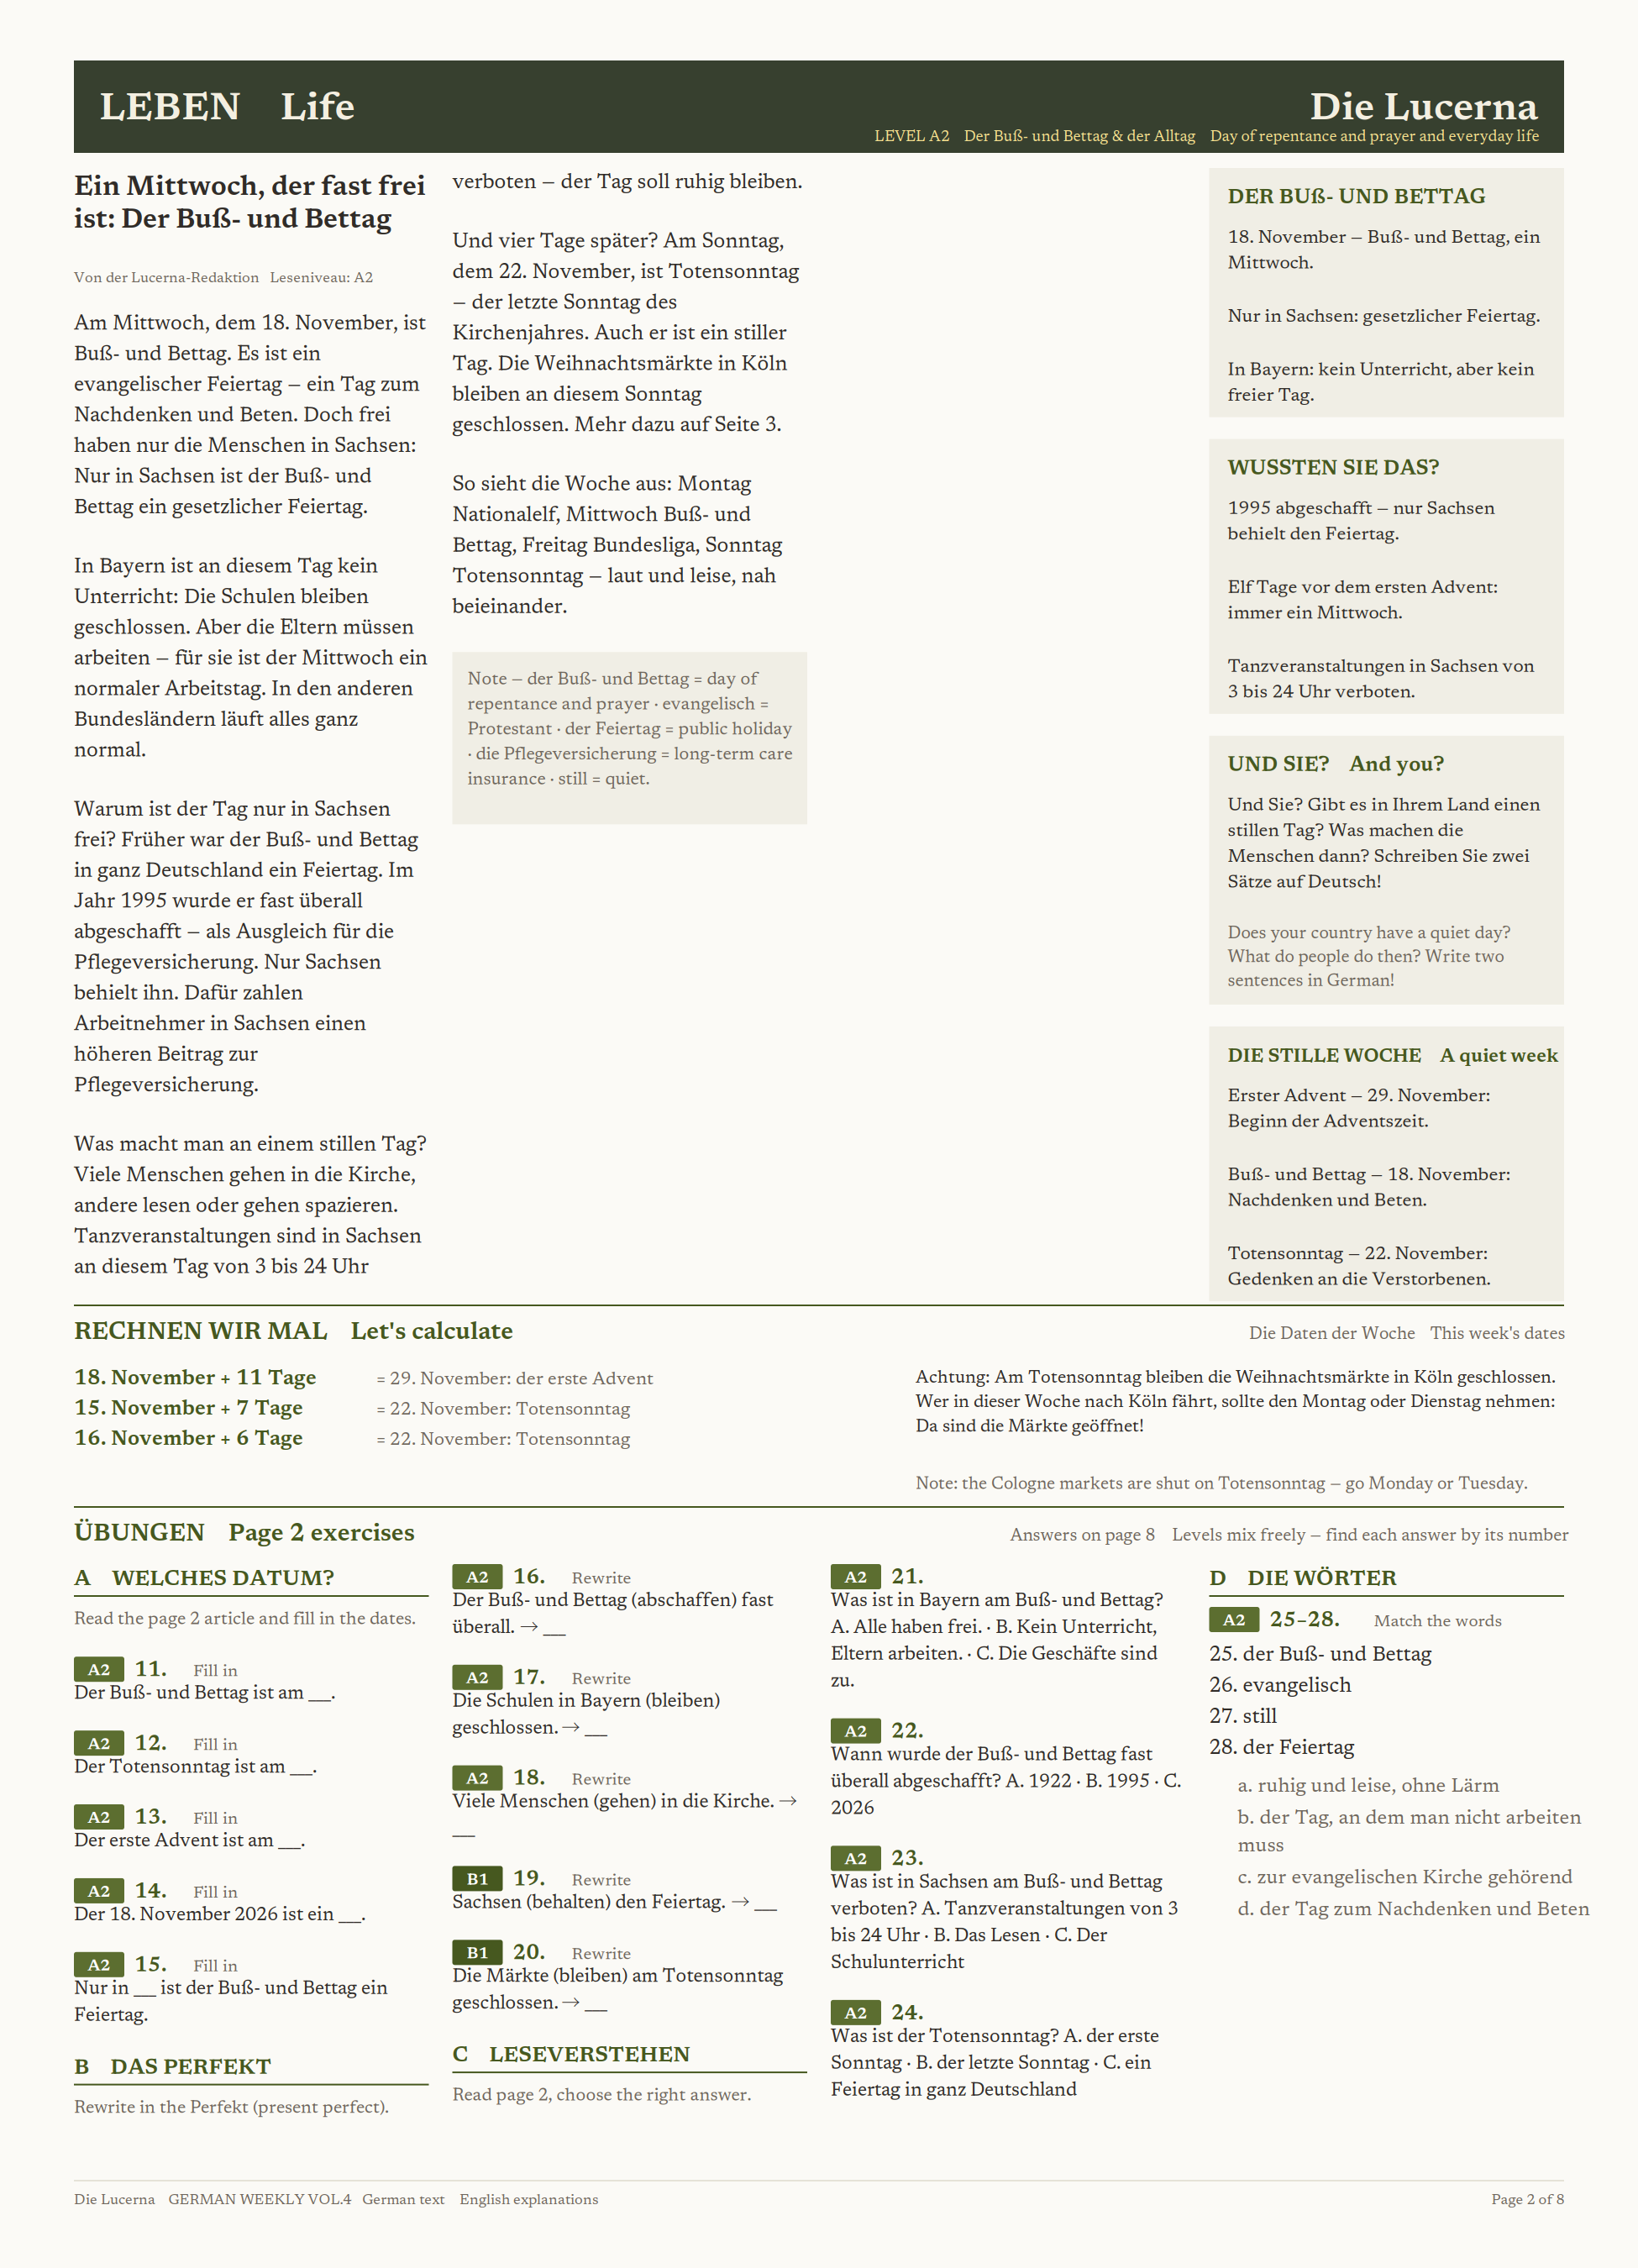 LEBEN Life
Die Lucerna
LEVEL A2 Der Buß- und Bettag & der Alltag Day of repentance and prayer and everyday life
Ein Mittwoch, der fast frei
ist: Der Buß- und Bettag
Von der Lucerna-Redaktion Leseniveau: A2
Am Mittwoch, dem 18. November, ist
Buß- und Bettag. Es ist ein
evangelischer Feiertag – ein Tag zum
Nachdenken und Beten. Doch frei
haben nur die Menschen in Sachsen:
Nur in Sachsen ist der Buß- und
Bettag ein gesetzlicher Feiertag.
In Bayern ist an diesem Tag kein
Unterricht: Die Schulen bleiben
geschlossen. Aber die Eltern müssen
arbeiten – für sie ist der Mittwoch ein
normaler Arbeitstag. In den anderen
Bundesländern läuft alles ganz
normal.
Warum ist der Tag nur in Sachsen
frei? Früher war der Buß- und Bettag
in ganz Deutschland ein Feiertag. Im
Jahr 1995 wurde er fast überall
abgeschafft – als Ausgleich für die
Pflegeversicherung. Nur Sachsen
behielt ihn. Dafür zahlen
Arbeitnehmer in Sachsen einen
höheren Beitrag zur
Pflegeversicherung.
Was macht man an einem stillen Tag?
Viele Menschen gehen in die Kirche,
andere lesen oder gehen spazieren.
Tanzveranstaltungen sind in Sachsen
an diesem Tag von 3 bis 24 Uhr
verboten – der Tag soll ruhig bleiben.
Und vier Tage später? Am Sonntag,
dem 22. November, ist Totensonntag
– der letzte Sonntag des
Kirchenjahres. Auch er ist ein stiller
Tag. Die Weihnachtsmärkte in Köln
bleiben an diesem Sonntag
geschlossen. Mehr dazu auf Seite 3.
So sieht die Woche aus: Montag
Nationalelf, Mittwoch Buß- und
Bettag, Freitag Bundesliga, Sonntag
Totensonntag – laut und leise, nah
beieinander.
Note – der Buß- und Bettag = day of
repentance and prayer · evangelisch =
Protestant · der Feiertag = public holiday
· die Pflegeversicherung = long-term care
insurance · still = quiet.
DER BUß- UND BETTAG
18. November – Buß- und Bettag, ein
Mittwoch.
Nur in Sachsen: gesetzlicher Feiertag.
In Bayern: kein Unterricht, aber kein
freier Tag.
WUSSTEN SIE DAS?
1995 abgeschafft – nur Sachsen
behielt den Feiertag.
Elf Tage vor dem ersten Advent:
immer ein Mittwoch.
Tanzveranstaltungen in Sachsen von
3 bis 24 Uhr verboten.
UND SIE? And you?
Und Sie? Gibt es in Ihrem Land einen
stillen Tag? Was machen die
Menschen dann? Schreiben Sie zwei
Sätze auf Deutsch!
Does your country have a quiet day?
What do people do then? Write two
sentences in German!
DIE STILLE WOCHE A quiet week
Erster Advent – 29. November:
Beginn der Adventszeit.
Buß- und Bettag – 18. November:
Nachdenken und Beten.
Totensonntag – 22. November:
Gedenken an die Verstorbenen.
RECHNEN WIR MAL Let's calculate
Die Daten der Woche This week's dates
18. November + 11 Tage = 29. November: der erste Advent
15. November + 7 Tage = 22. November: Totensonntag
16. November + 6 Tage = 22. November: Totensonntag
Achtung: Am Totensonntag bleiben die Weihnachtsmärkte in Köln geschlossen.
Wer in dieser Woche nach Köln fährt, sollte den Montag oder Dienstag nehmen:
Da sind die Märkte geöffnet!
Note: the Cologne markets are shut on Totensonntag – go Monday or Tuesday.
ÜBUNGEN Page 2 exercises
Answers on page 8 Levels mix freely – find each answer by its number
A WELCHES DATUM?
Read the page 2 article and fill in the dates.
A2 11. Fill in
Der Buß- und Bettag ist am __.
A2 12. Fill in
Der Totensonntag ist am __.
A2 13. Fill in
Der erste Advent ist am __.
A2 14. Fill in
Der 18. November 2026 ist ein __.
A2 15. Fill in
Nur in __ ist der Buß- und Bettag ein
Feiertag.
B DAS PERFEKT
Rewrite in the Perfekt (present perfect).
A2 16. Rewrite
Der Buß- und Bettag (abschaffen) fast
überall. → __
A2 17. Rewrite
Die Schulen in Bayern (bleiben)
geschlossen. → __
A2 18. Rewrite
Viele Menschen (gehen) in die Kirche. →
__
B1 19. Rewrite
Sachsen (behalten) den Feiertag. → __
B1 20. Rewrite
Die Märkte (bleiben) am Totensonntag
geschlossen. → __
C LESEVERSTEHEN
Read page 2, choose the right answer.
A2 21.
Was ist in Bayern am Buß- und Bettag?
A. Alle haben frei. · B. Kein Unterricht,
Eltern arbeiten. · C. Die Geschäfte sind
zu.
A2 22.
Wann wurde der Buß- und Bettag fast
überall abgeschafft? A. 1922 · B. 1995 · C.
2026
A2 23.
Was ist in Sachsen am Buß- und Bettag
verboten? A. Tanzveranstaltungen von 3
bis 24 Uhr · B. Das Lesen · C. Der
Schulunterricht
A2 24.
Was ist der Totensonntag? A. der erste
Sonntag · B. der letzte Sonntag · C. ein
Feiertag in ganz Deutschland
D DIE WÖRTER
A2 25–28. Match the words
25. der Buß- und Bettag
26. evangelisch
27. still
28. der Feiertag
a. ruhig und leise, ohne Lärm
b. der Tag, an dem man nicht arbeiten
muss
c. zur evangelischen Kirche gehörend
d. der Tag zum Nachdenken und Beten
Die Lucerna GERMAN WEEKLY VOL.4 German text English explanations
Page 2 of 8